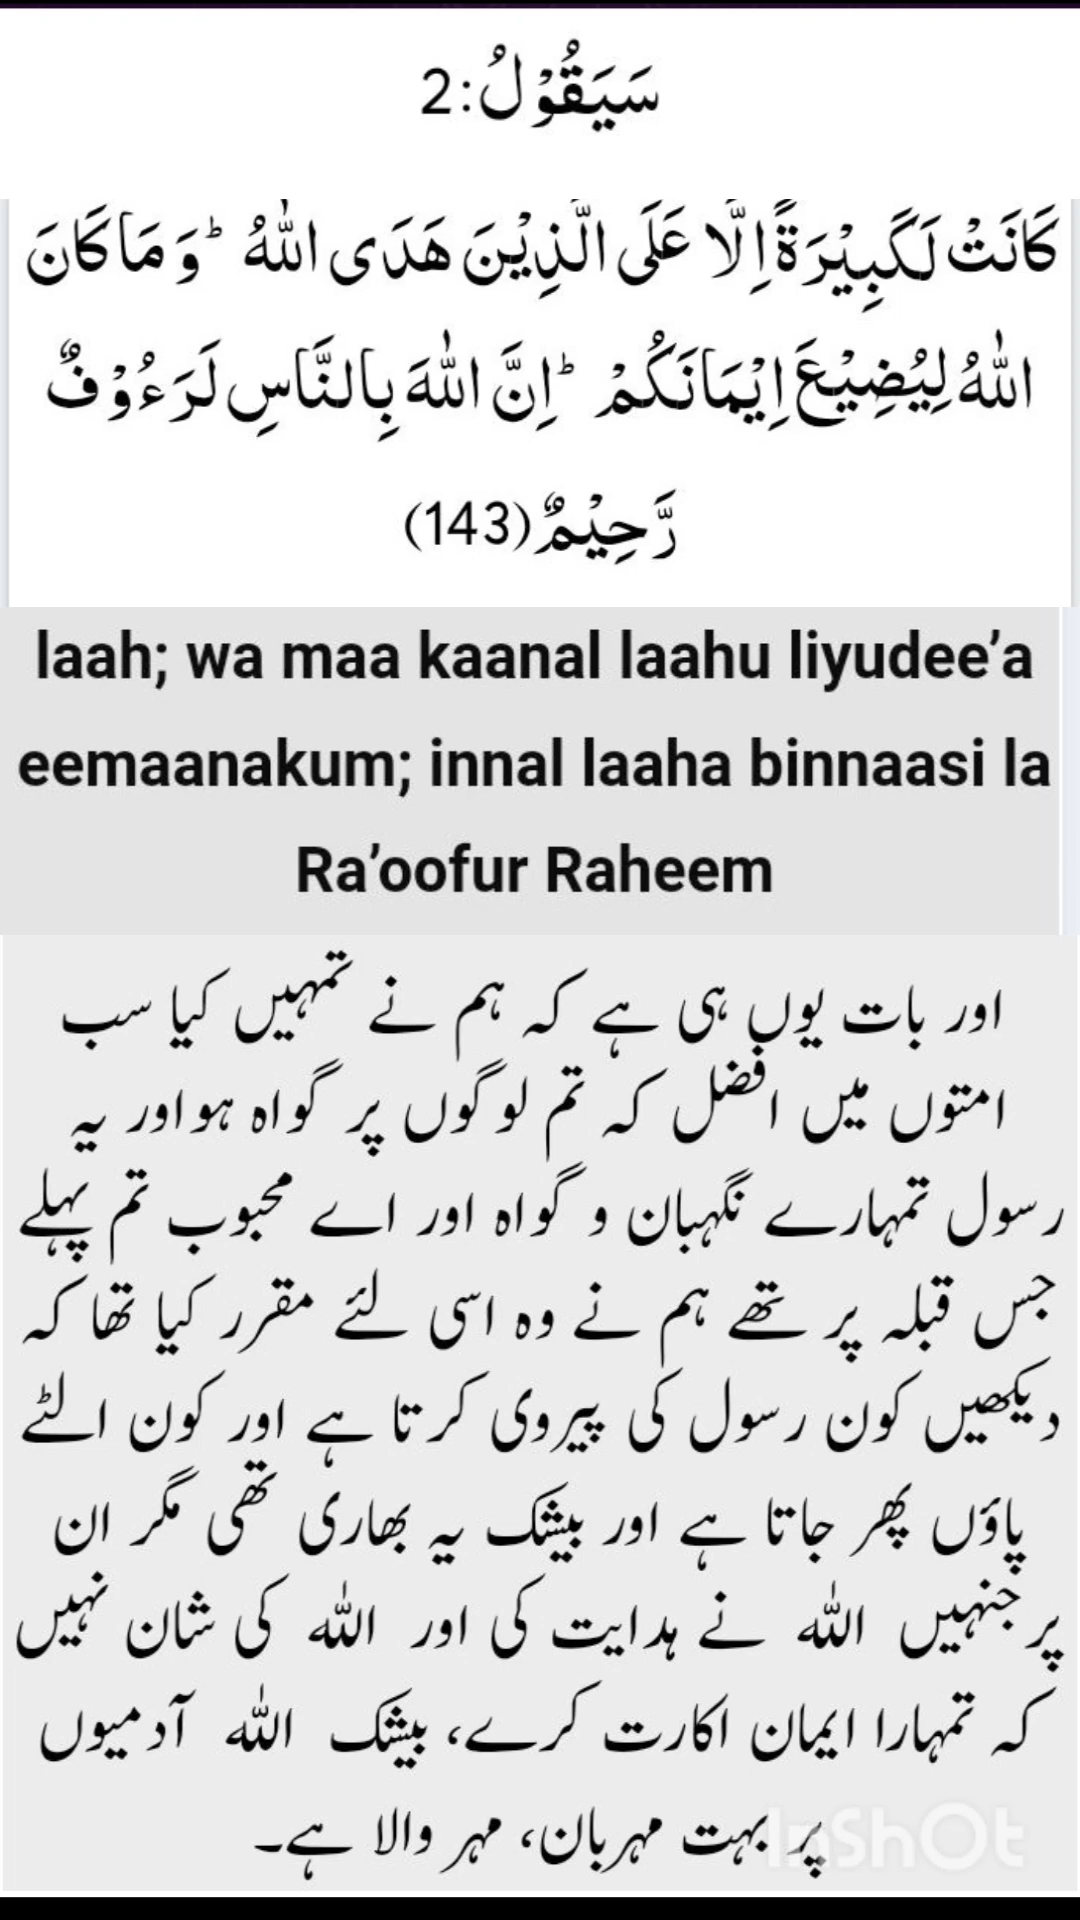 سَیَقُوْلُ:2
كَانَتْ لَكَبِیْرَةً اِلَّا عَلَى الَّذِیْنَ هَدَى اللّٰهُؕ-وَ مَا كَانَ
اللّٰهُ لِیُضِیْعَ اِیْمَانَكُمْؕ-اِنَّ اللّٰهَ بِالنَّاسِ لَرَءُوْفٌ
رَّحِیْمٌ(143)
laah; wa maa kaanal laahu liyudee’a
eemaanakum; innal laaha binnaasi la
Ra’oofur Raheem
اور بات یوں ہی ہے کہ ہم نے تمہیں کیا سب
امتوں میں افضل کہ تم لوگوں پر گواہ ہواور یہ
رسول تمہارے نگہبان و گواہ اور اے محبوب تم پہلے
جس قبلہ پر تھے ہم نے وہ اسی لئے مقرر کیا تھا کہ
دیکھیں کون رسول کی پیروی کرتا ہے اور کون الٹے
پاؤں پھر جاتا ہے اور بیشک یہ بھاری تھی مگر ان
پرجنہیں اللہ نے ہدایت کی اور اللہ کی شان نہیں
کہ تمہارا ایمان اکارت کرے، بیشک اللہ آدمیوں
پر بہت مہربان، مہر والا ہے۔
InShOt